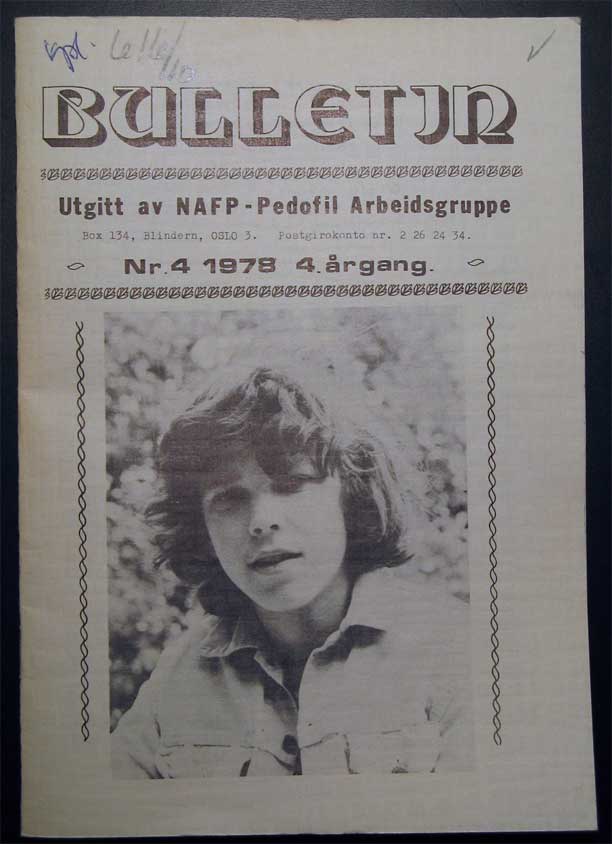 BULLETIN
Utgitt av NAFP - Pedofil Arbeidsgruppe
Box 134, Blindern, OSLO 3. Postgirokonto nr. 2 26 24 34.
Nr. 4 1978 4. årgang.